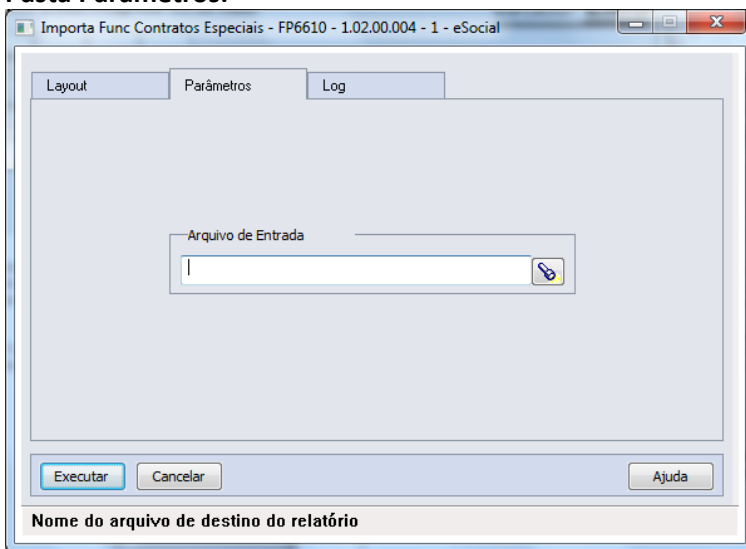 Pasta Parâmetros:
Importa Func Contratos Especiais - FP6610 - 1.02.00.004 - 1 - eSocial
Layout
Parâmetros
Log
Arquivo de Entrada
Executar
Cancelar
Ajuda
Nome do arquivo de destino do relatório